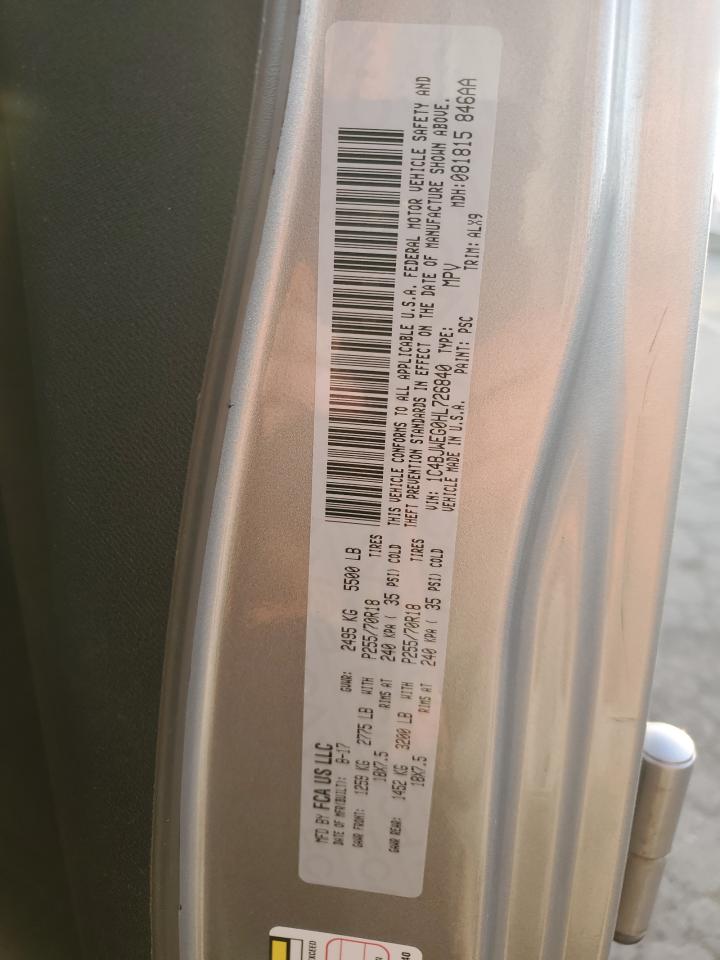 MFD BY FCA US LLC
DATE OF MFR(BUILT): 8-17
GVWR: 2495 KG 5500 LB
GAWR FRONT: 1259 KG 2775 LB WITH P255/70R18 TIRES
18X7.5 RIMS AT 240 KPA ( 35 PSI) COLD
GAWR REAR: 1452 KG 3200 LB WITH P255/70R18 TIRES
18X7.5 RIMS AT 240 KPA ( 35 PSI) COLD
THIS VEHICLE CONFORMS TO ALL APPLICABLE U.S.A. FEDERAL MOTOR VEHICLE SAFETY AND
THEFT PREVENTION STANDARDS IN EFFECT ON THE DATE OF MANUFACTURE SHOWN ABOVE.
VIN: 1C4BJWEG0HL726840 TYPE: MPV MDH:081815 846AA
VEHICLE MADE IN U.S.A. PAINT: PSC TRIM: ALX9
EXCEED